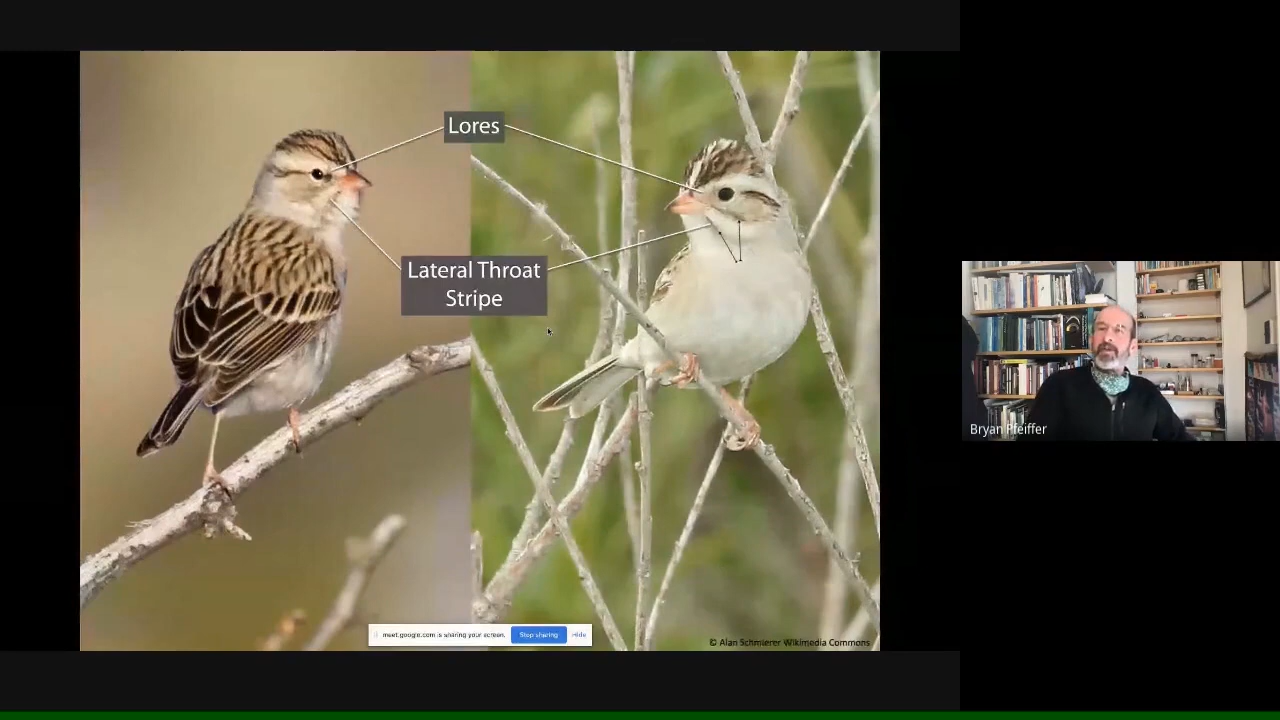 Lores
Lateral Throat
Stripe
Bryan Pfeiffer
meet.google.com is sharing your screen.
Stop sharing
Hide
© Alan Schmierer Wikimedia Commons